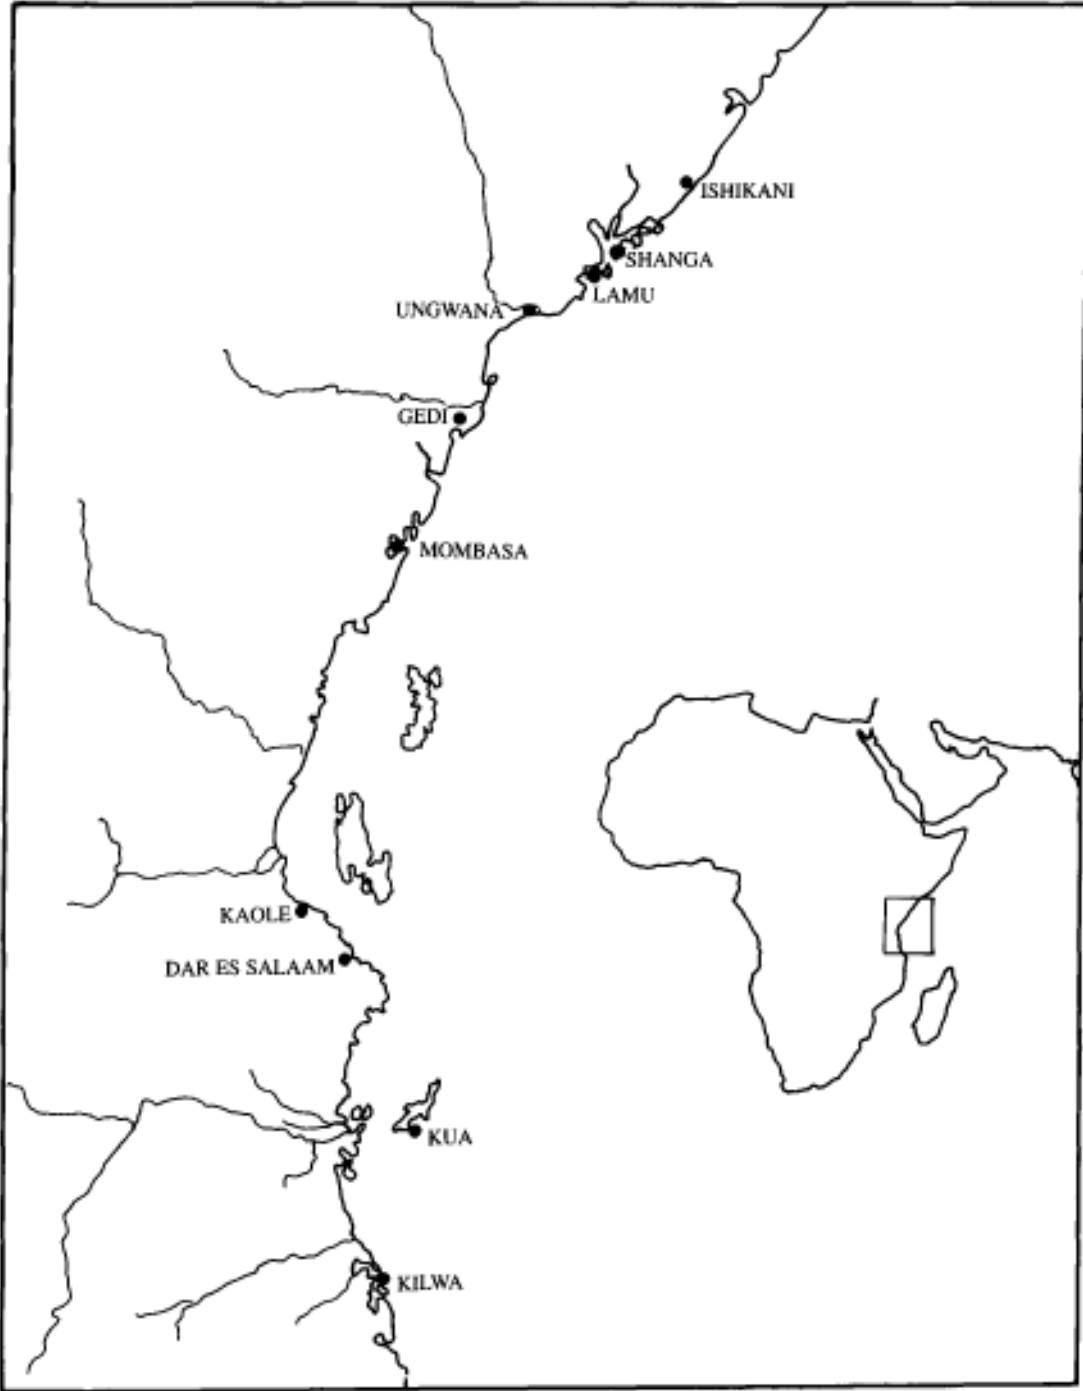 ISHIKANI
SHANGA
LAMU
UNGWANA
GEDI
MOMBASA
KAOLE
DAR ES SALAAM
KUA
KILWA